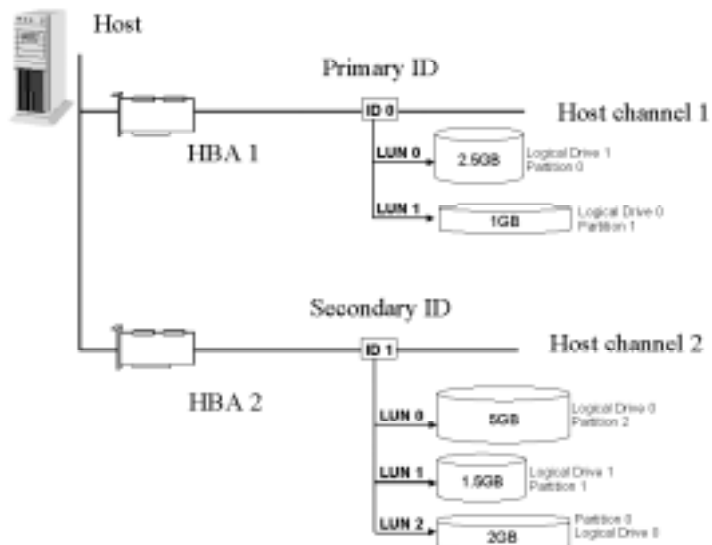 Host
Primary ID
ID 0
Host channel 1
HBA 1
LUN 0
2.5GB
Logical Drive 1
Partition 0
LUN 1
1GB
Logical Drive 0
Partition 1
Secondary ID
ID 1
Host channel 2
HBA 2
LUN 0
5GB
Logical Drive 0
Partition 2
LUN 1
1.5GB
Logical Drive 1
Partition 1
LUN 2
2GB
Partition 0
Logical Drive 0